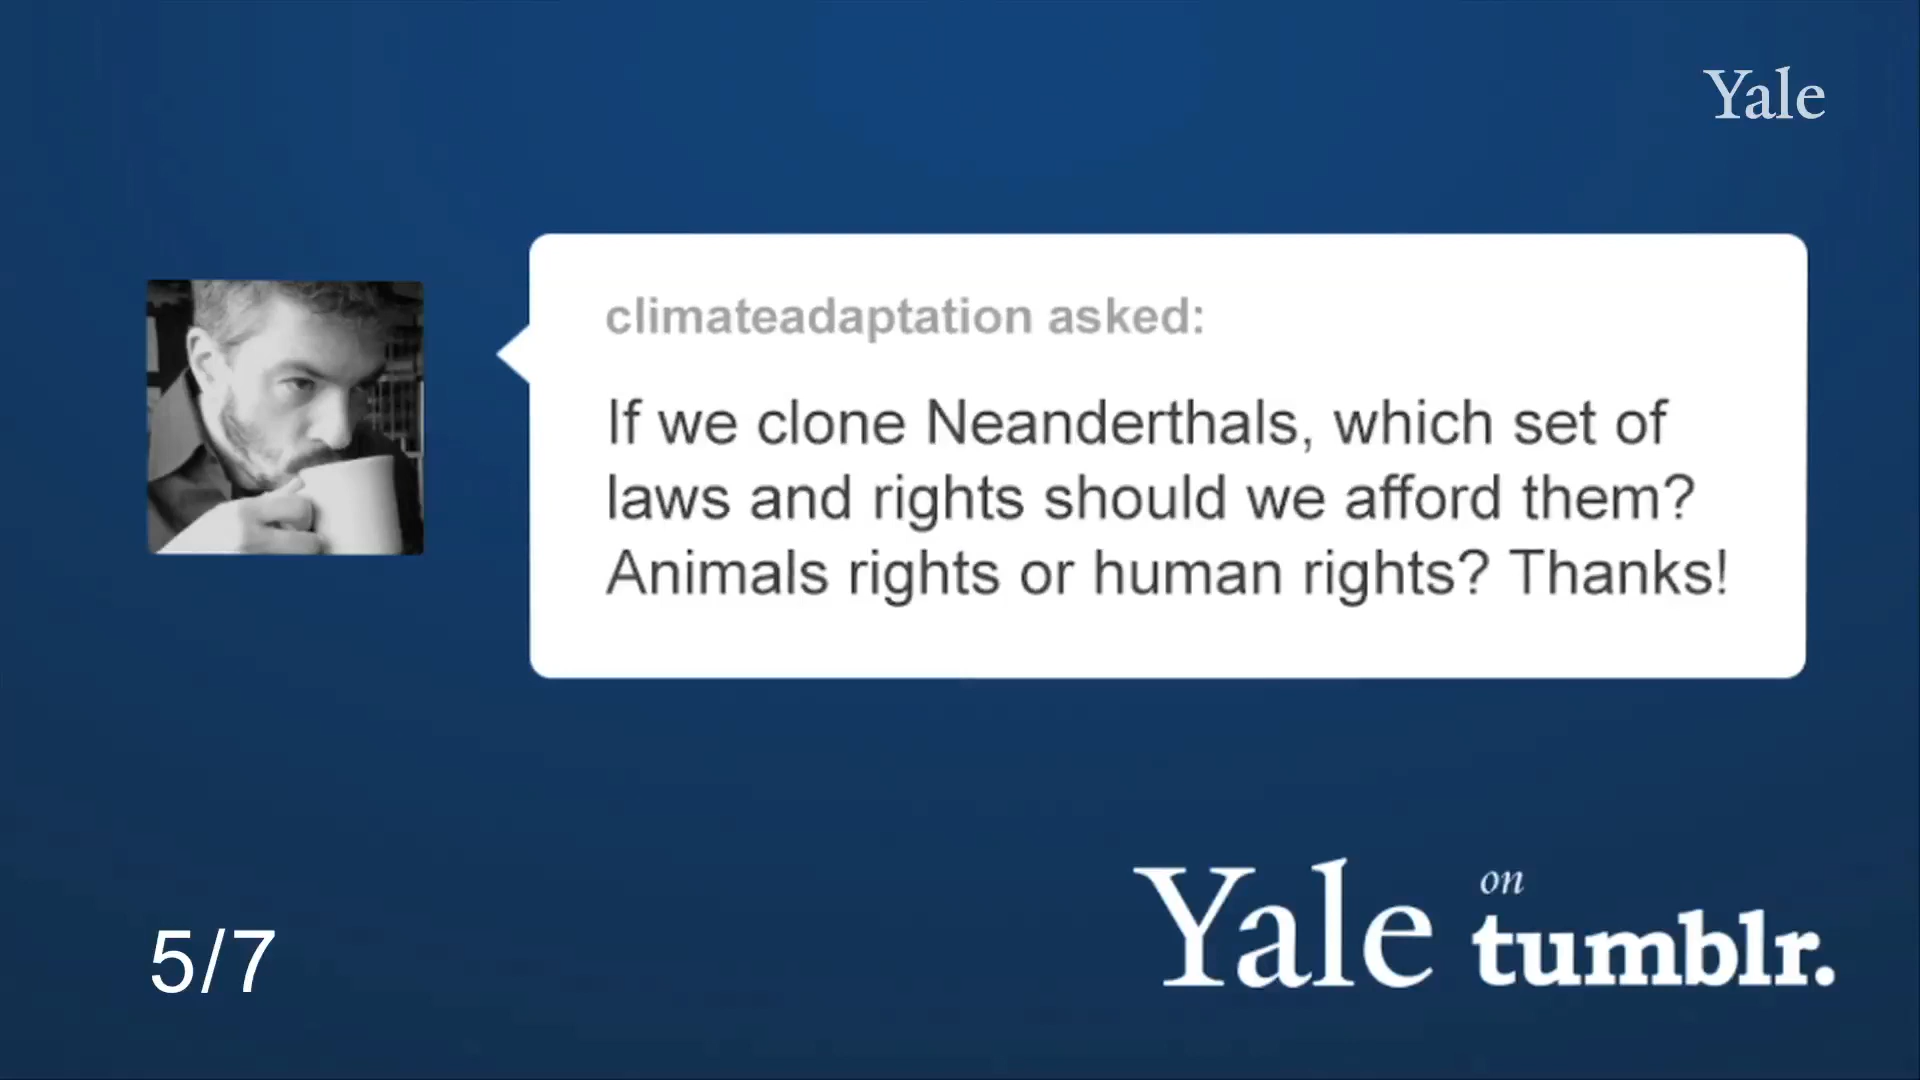 Yale
climateadaptation asked:
If we clone Neanderthals, which set of
laws and rights should we afford them?
Animals rights or human rights? Thanks!
5/7
Yale on tumblr.